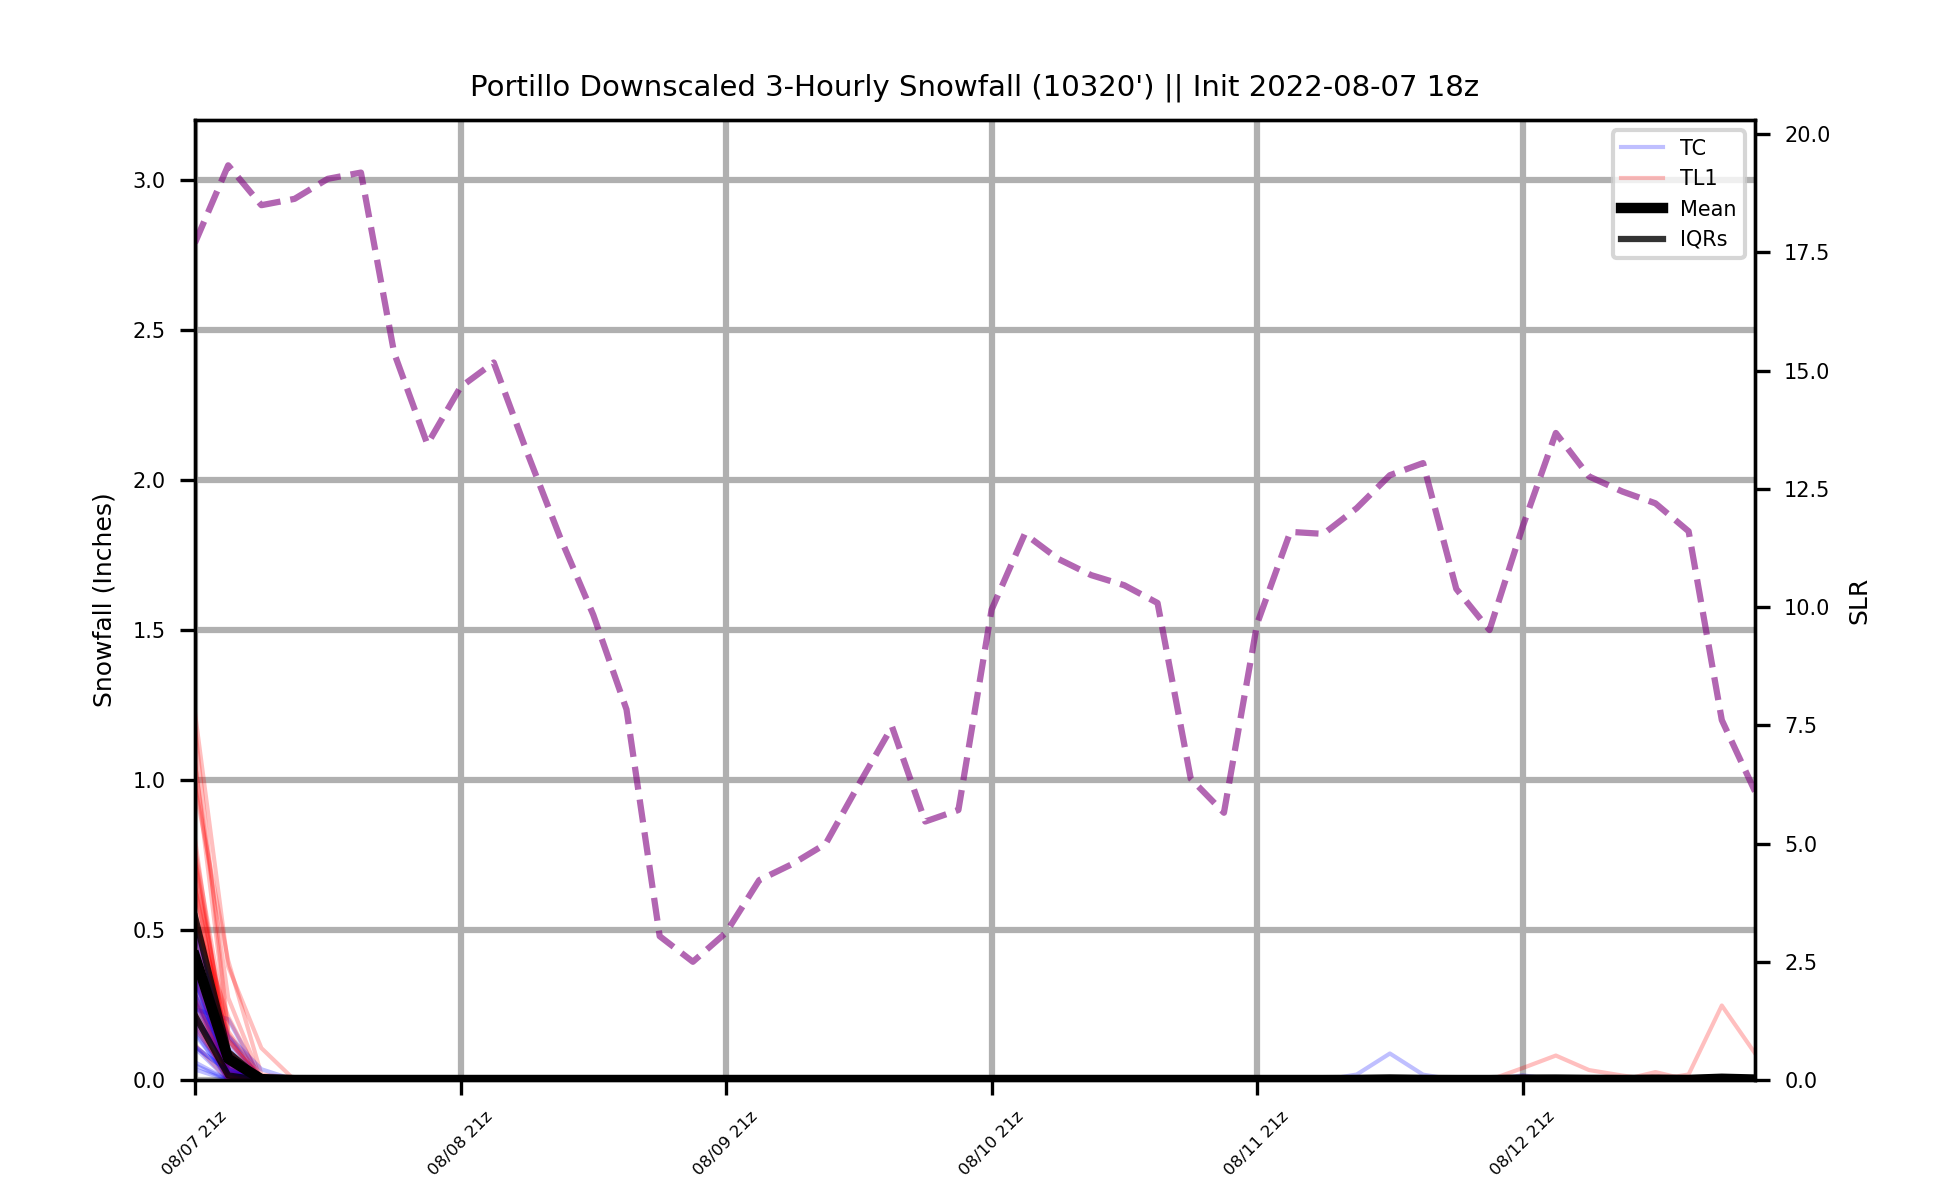 Portillo Downscaled 3-Hourly Snowfall (10320') || Init 2022-08-07 18z
TC
TL1
Mean
IQRs
Snowfall (Inches)
3.0
2.5
2.0
1.5
1.0
0.5
0.0
20.0
17.5
15.0
12.5
10.0
7.5
5.0
2.5
0.0
SLR
08/07 21z
08/08 21z
08/09 21z
08/10 21z
08/11 21z
08/12 21z